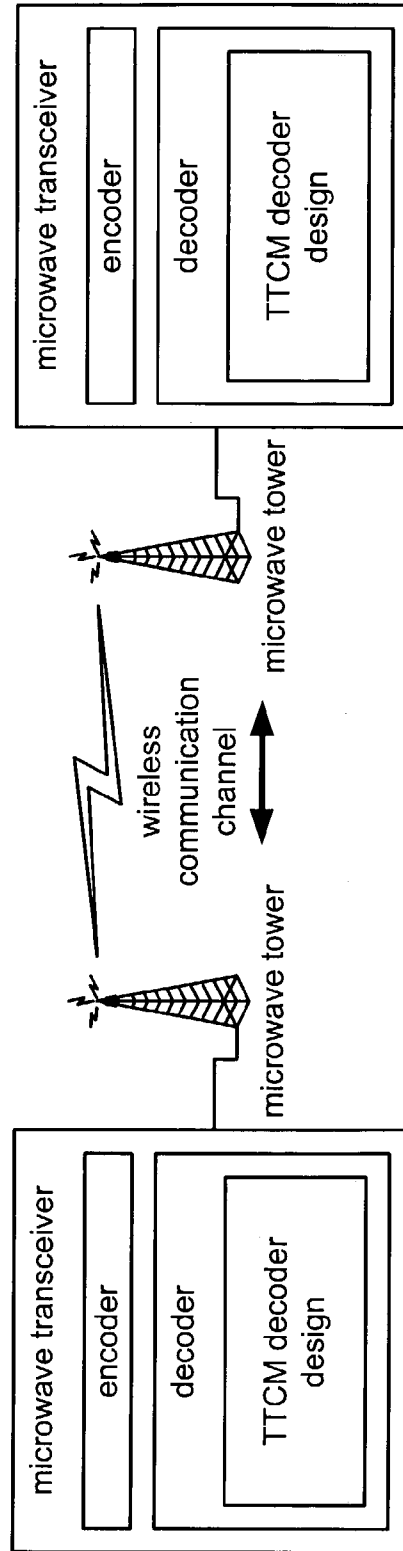 microwave transceiver
encoder
decoder
TTCM decoder
design
microwave tower
wireless
communication
channel
microwave tower
microwave transceiver
encoder
decoder
TTCM decoder
design